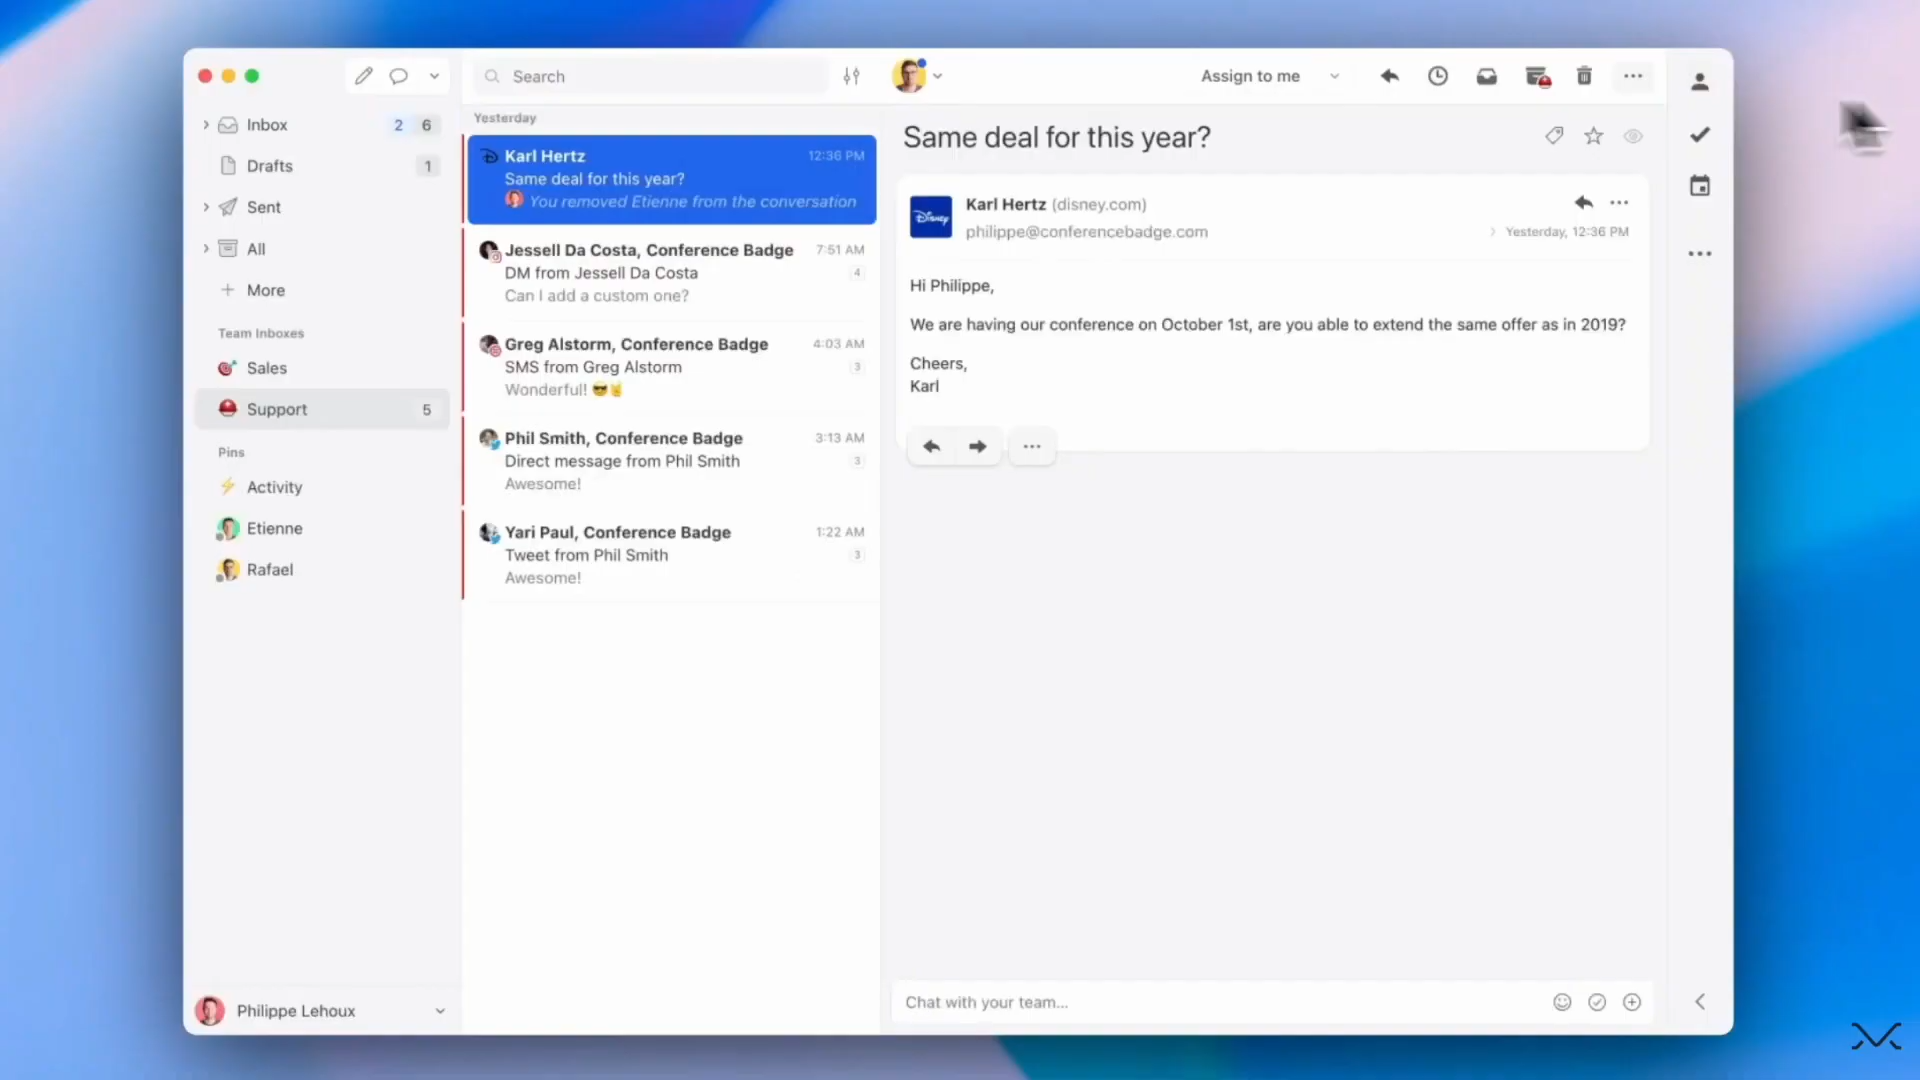 Inbox 2 6
Drafts 1
Sent
All
More
Team Inboxes
Sales
Support 5
Pins
Activity
Etienne
Rafael
Philippe Lehoux
Search
Yesterday
Karl Hertz 12:36 PM
Same deal for this year?
You removed Etienne from the conversation
Jessell Da Costa, Conference Badge 7:51 AM
DM from Jessell Da Costa 4
Can I add a custom one?
Greg Alstorm, Conference Badge 4:03 AM
SMS from Greg Alstorm 3
Wonderful! 😎🤘
Phil Smith, Conference Badge 3:13 AM
Direct message from Phil Smith 3
Awesome!
Yari Paul, Conference Badge 1:22 AM
Tweet from Phil Smith 3
Awesome!
Assign to me
Same deal for this year?
Disney
Karl Hertz (disney.com)
philippe@conferencebadge.com Yesterday, 12:36 PM
Hi Philippe,
We are having our conference on October 1st, are you able to extend the same offer as in 2019?
Cheers,
Karl
Chat with your team...